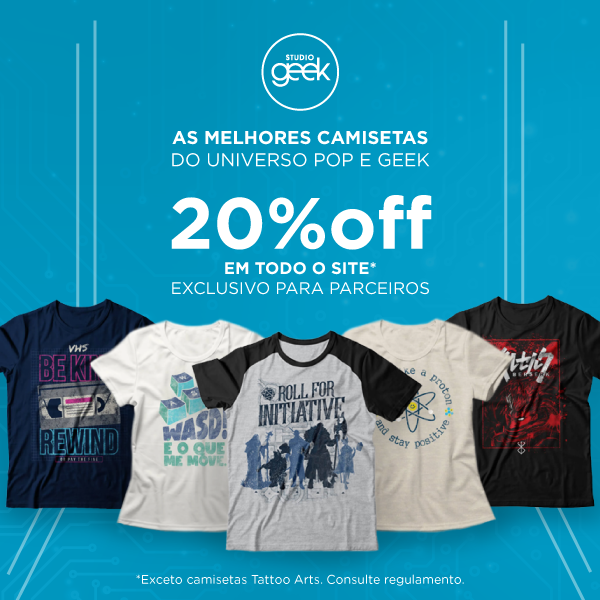 STUDIO
geek
AS MELHORES CAMISETAS
DO UNIVERSO POP E GEEK
20%off
EM TODO O SITE*
EXCLUSIVO PARA PARCEIROS
VHS
BE KI
REWIND
WASD!
E O QUE
ME MOVE.
ROLL FOR
INITIATIVE
ke a proton
and stay positive
*Exceto camisetas Tattoo Arts. Consulte regulamento.